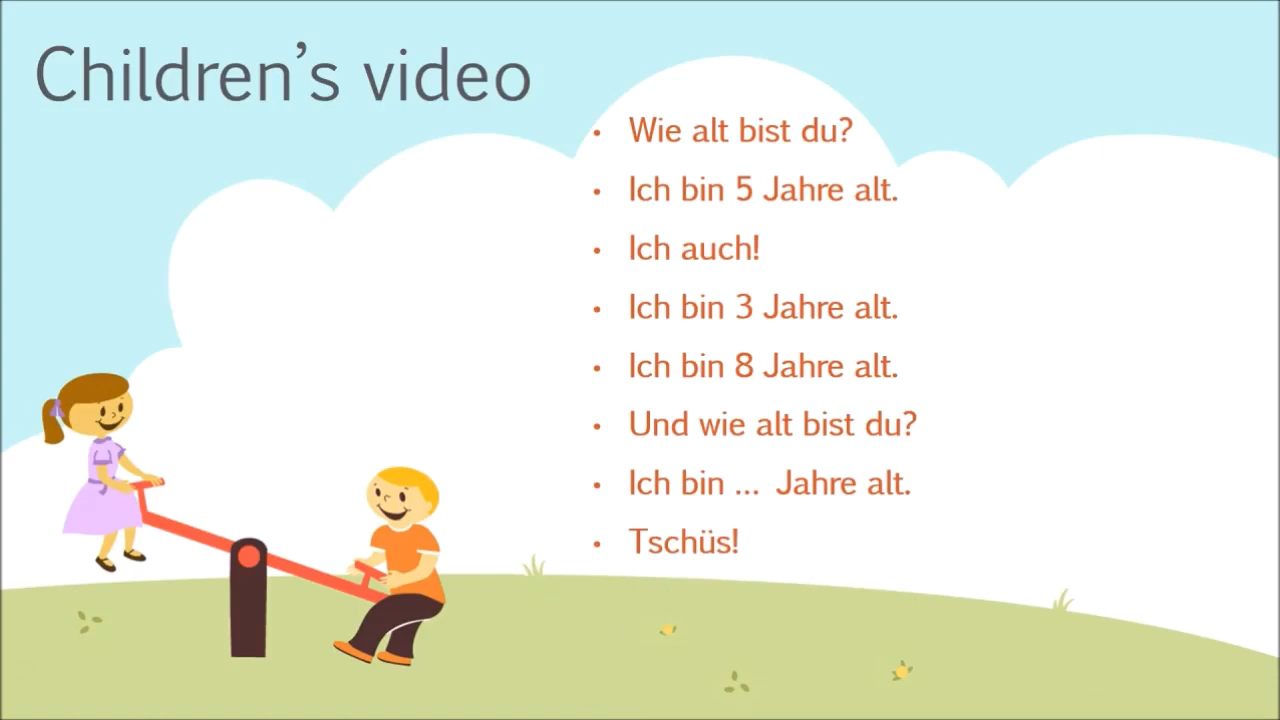 Children’s video
• Wie alt bist du?
• Ich bin 5 Jahre alt.
• Ich auch!
• Ich bin 3 Jahre alt.
• Ich bin 8 Jahre alt.
• Und wie alt bist du?
• Ich bin ... Jahre alt.
• Tschüs!